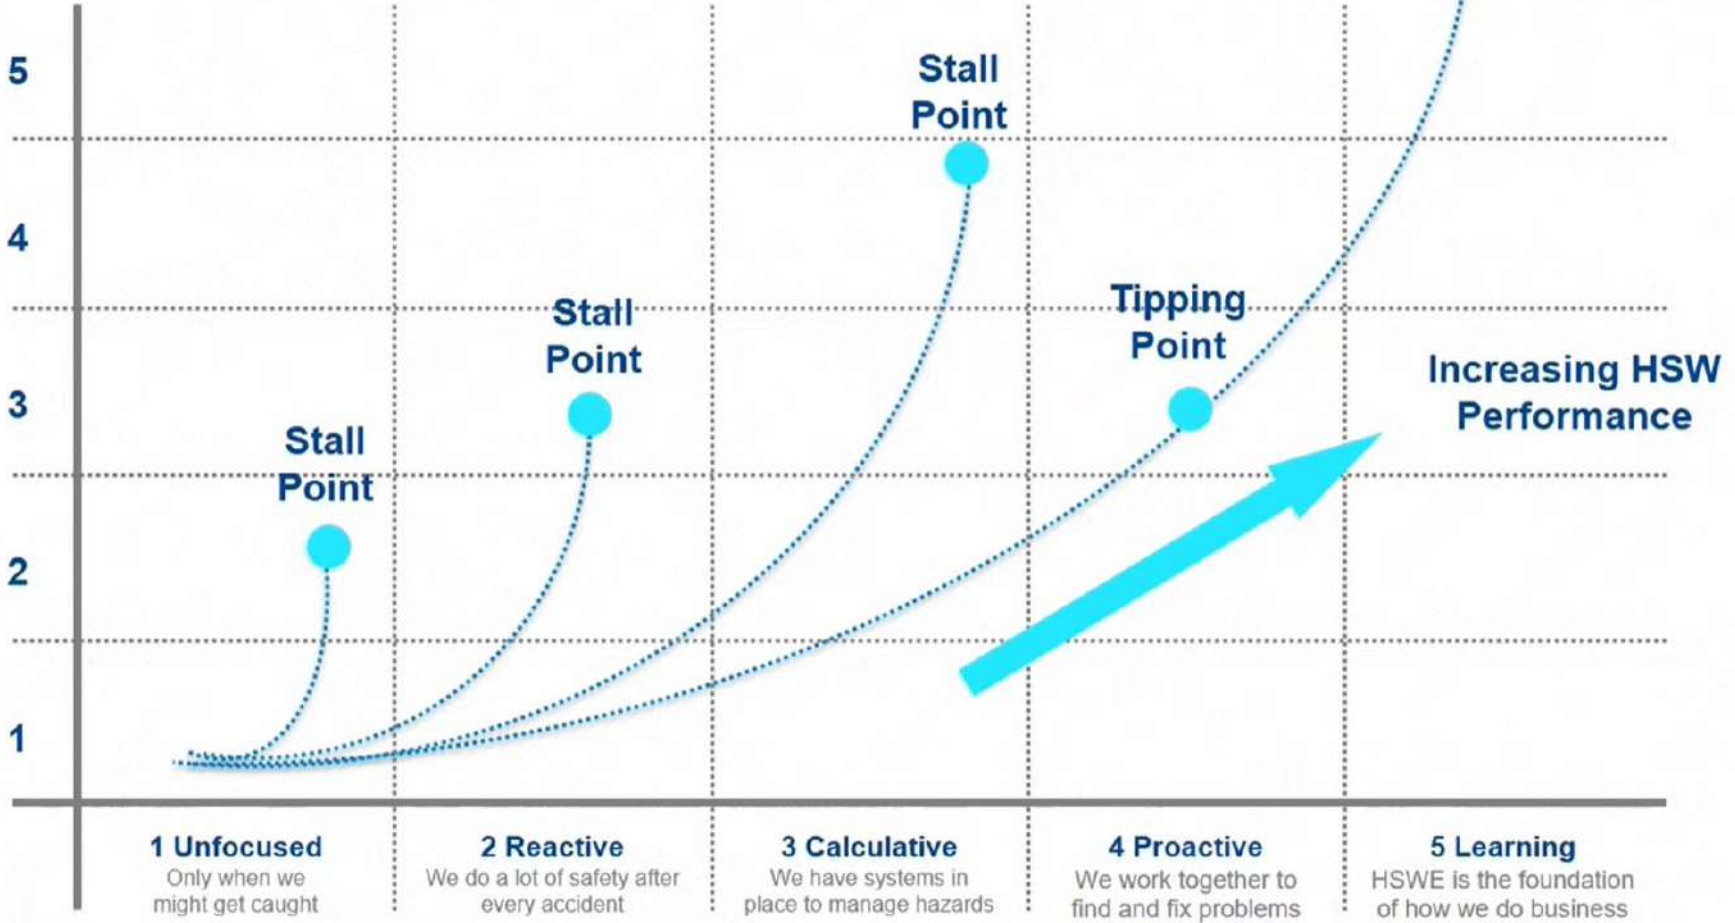 5
Stall
Point
4
Stall
Point
Tipping
Point
Increasing HSW
Performance
3
Stall
Point
2
1
1 Unfocused
Only when we
might get caught
2 Reactive
We do a lot of safety after
every accident
3 Calculative
We have systems in
place to manage hazards
4 Proactive
We work together to
find and fix problems
5 Learning
HSWE is the foundation
of how we do business